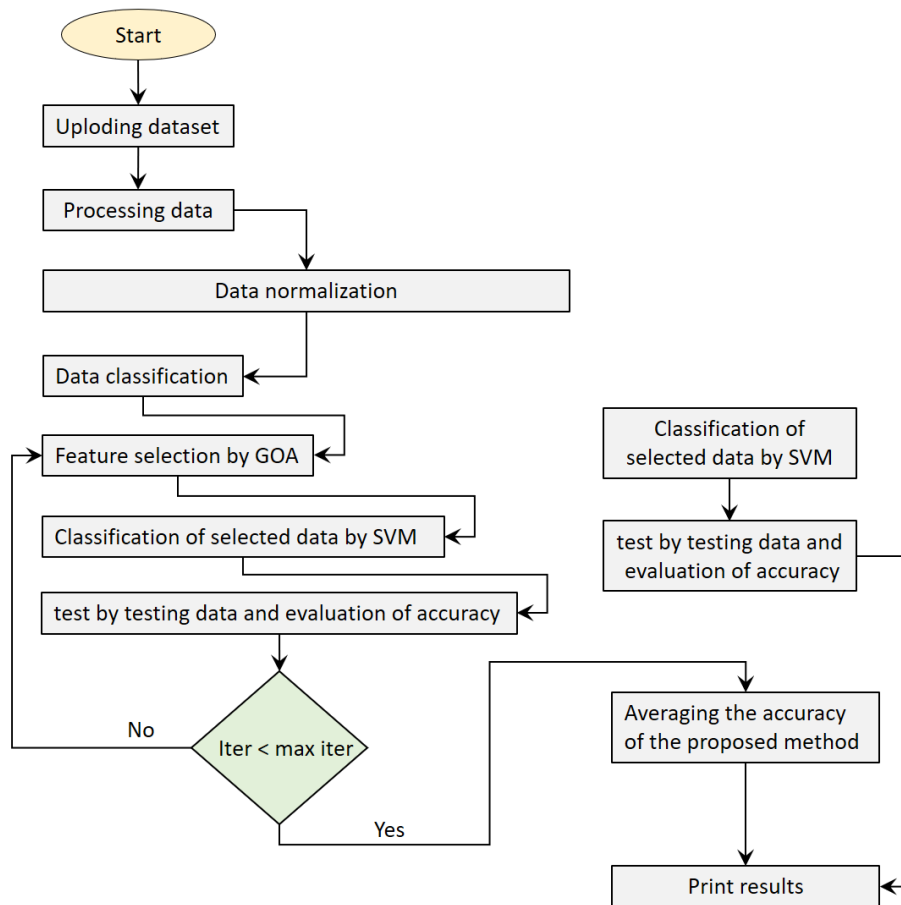 Start
Uploding dataset
Processing data
Data normalization
Data classification
Feature selection by GOA
Classification of selected data by SVM
test by testing data and evaluation of accuracy
Iter < max iter
No
Yes
Classification of
selected data by SVM
test by testing data and
evaluation of accuracy
Averaging the accuracy
of the proposed method
Print results